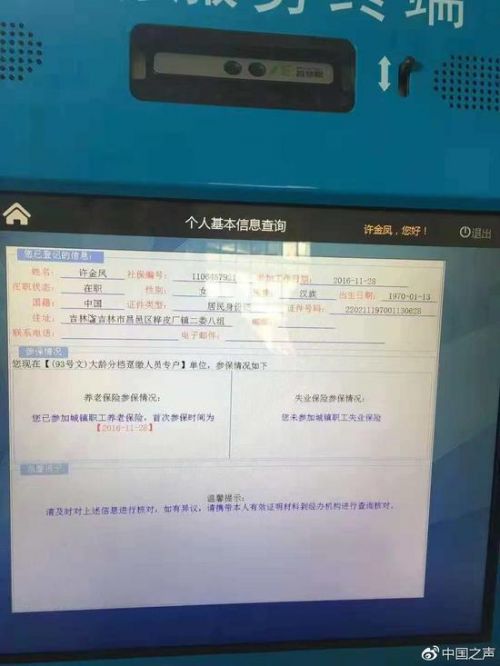 服务终端
个人基本信息查询
许金凤,您好!
退出
您已登记的信息:
姓名: 许金凤 社保编号: 参加工作日期: 2016-11-28
在职状态: 在职 性别: 女 汉族 出生日期: 1970-01-13
国籍: 中国 证件类型: 居民身份证 证件号码: 220211197001130028
住址: 吉林省吉林市昌邑区桦皮厂镇二委八组 邮编:
联系电话: 电子邮件:
参保情况
您现在【(93号文)大龄分档趸缴人员专户】单位,参保情况如下
养老保险参保情况:
您已参加城镇职工养老保险,首次参保时间为
【2016-11-28】
失业保险参保情况:
您未参加城镇职工失业保险
温馨提示:
请及时对上述信息进行核对,如有异议,请携带本人有效证明材料到经办机构进行查询核对。
@中国之声